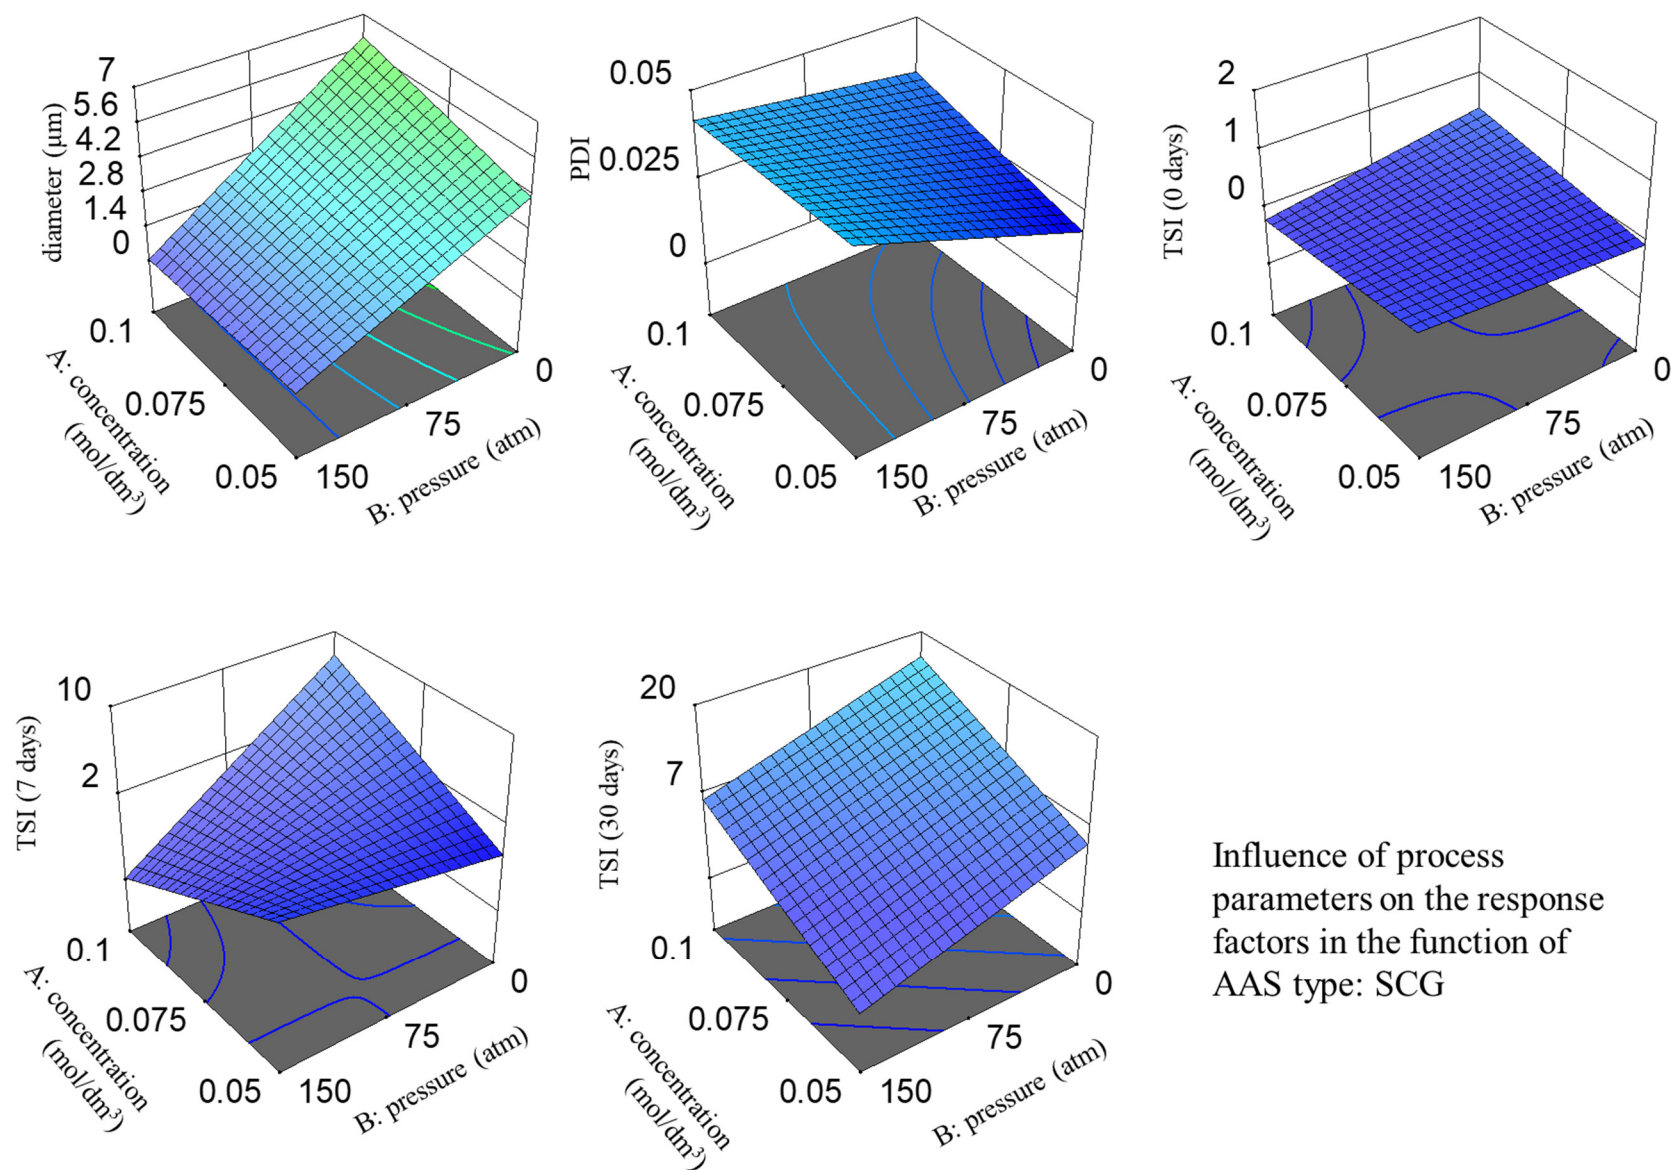 diameter (µm)
7
5.6
4.2
2.8
1.4
0
0.1
0.075
0.05
A: concentration
(mol/dm³)
150
75
0
B: pressure (atm)
PDI
0.05
0.025
0
0.1
0.075
0.05
A: concentration
(mol/dm³)
150
75
0
B: pressure (atm)
TSI (0 days)
2
1
0
0.1
0.075
0.05
A: concentration
(mol/dm³)
150
75
0
B: pressure (atm)
TSI (7 days)
10
2
0.1
0.075
0.05
A: concentration
(mol/dm³)
150
75
0
B: pressure (atm)
TSI (30 days)
20
7
0.1
0.075
0.05
A: concentration
(mol/dm³)
150
75
0
B: pressure (atm)
Influence of process
parameters on the response
factors in the function of
AAS type: SCG